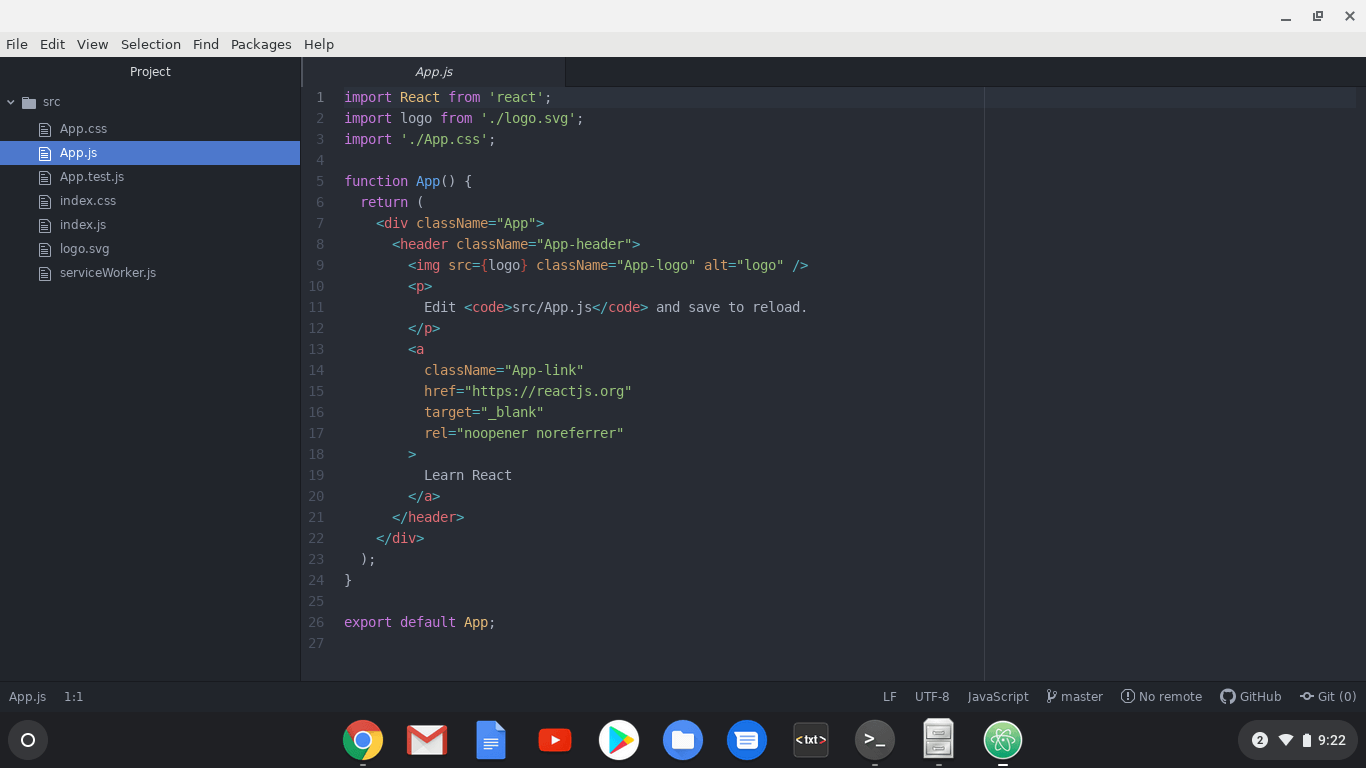 File Edit View Selection Find Packages Help
Project
App.js
src
App.css
App.js
App.test.js
index.css
index.js
logo.svg
serviceWorker.js
1 import React from 'react';
2 import logo from './logo.svg';
3 import './App.css';
4
5 function App() {
6   return (
7     <div className="App">
8       <header className="App-header">
9         <img src={logo} className="App-logo" alt="logo" />
10         <p>
11           Edit <code>src/App.js</code> and save to reload.
12         </p>
13         <a
14           className="App-link"
15           href="https://reactjs.org"
16           target="_blank"
17           rel="noopener noreferrer"
18         >
19           Learn React
20         </a>
21       </header>
22     </div>
23   );
24 }
25
26 export default App;
27
App.js 1:1 LF UTF-8 JavaScript master No remote GitHub Git (0)
<txt>
>_
2 9:22